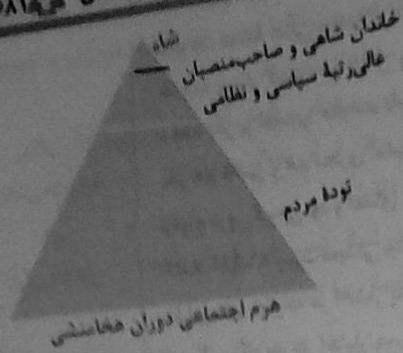 شاه
خاندان شاهی و صاحب‌منصبان
عالی‌رتبهٔ سیاسی و نظامی
تودهٔ مردم
هرم اجتماعی دوران هخامنشی